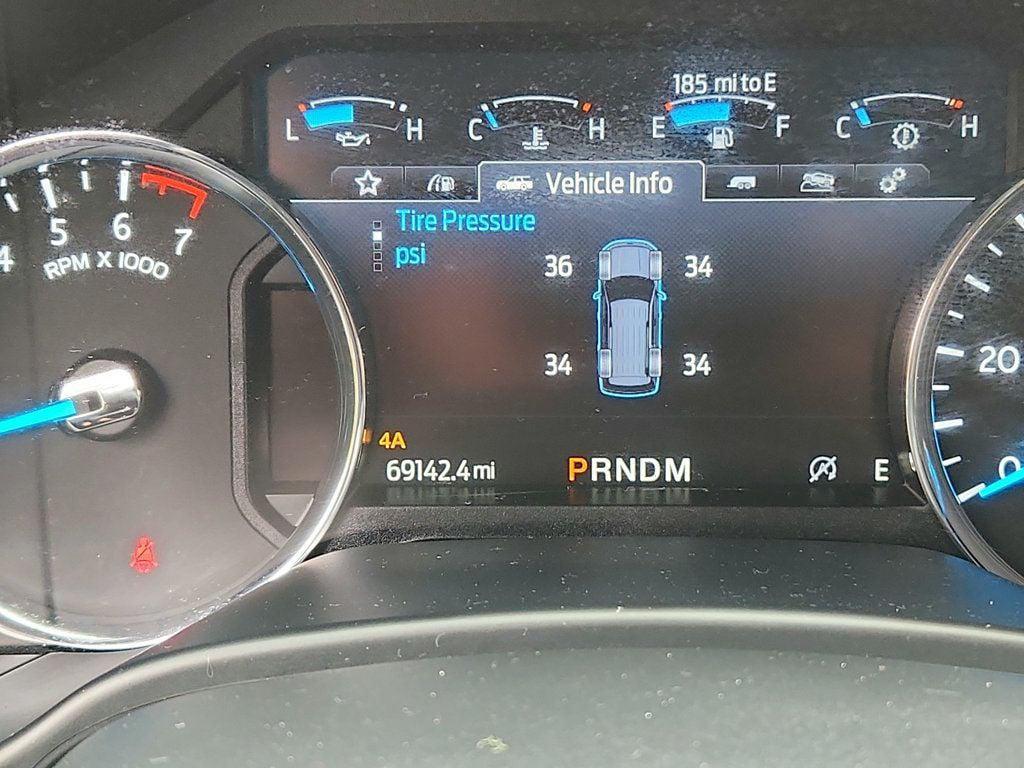 185 mi to E
L H
C H
E F
C H
Vehicle Info
Tire Pressure
psi
36 34
34 34
4 5 6 7
RPM X 1000
20
0
4A
69142.4 mi
PRNDM
E